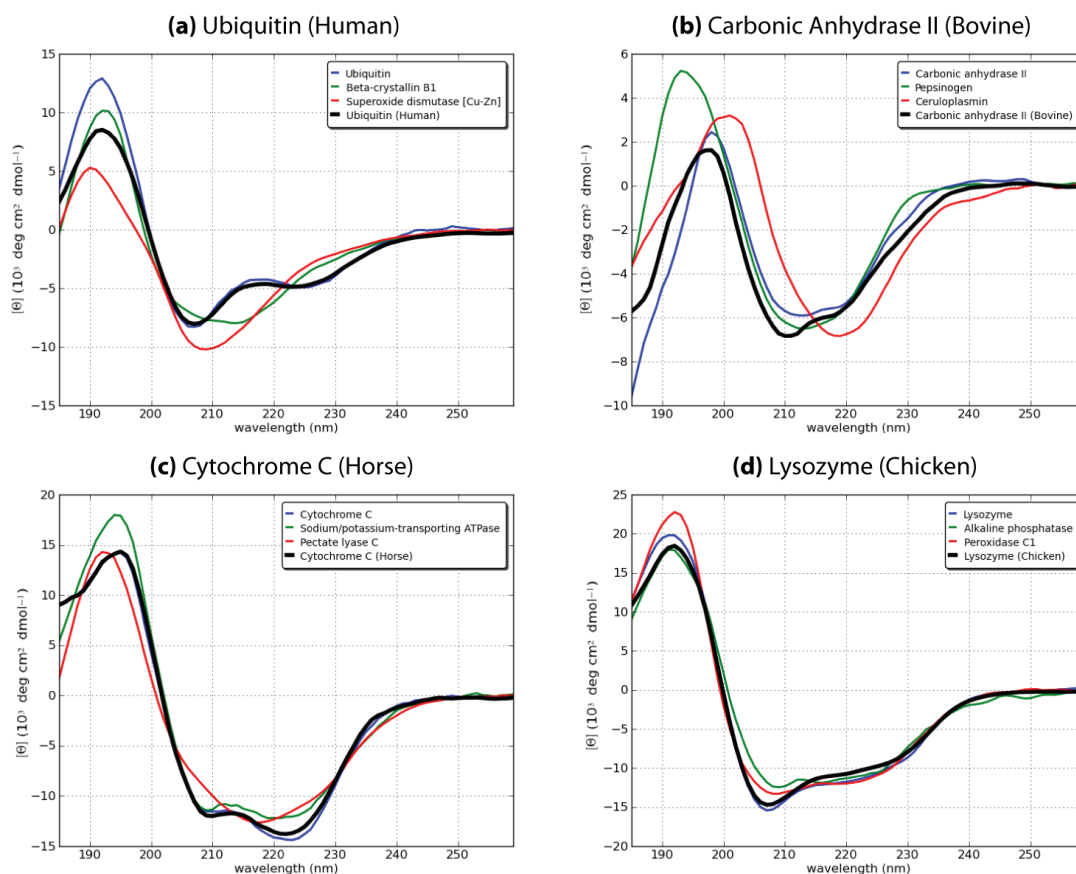 (a) Ubiquitin (Human)
15
10
5
0
−5
−10
−15
190 200 210 220 230 240 250
wavelength (nm)
[Θ] (10³ deg cm² dmol⁻¹)
Ubiquitin
Beta-crystallin B1
Superoxide dismutase [Cu-Zn]
Ubiquitin (Human)
(b) Carbonic Anhydrase II (Bovine)
6
4
2
0
−2
−4
−6
−8
−10
190 200 210 220 230 240 250
wavelength (nm)
[Θ] (10³ deg cm² dmol⁻¹)
Carbonic anhydrase II
Pepsinogen
Ceruloplasmin
Carbonic anhydrase II (Bovine)
(c) Cytochrome C (Horse)
20
15
10
5
0
−5
−10
−15
190 200 210 220 230 240 250
wavelength (nm)
[Θ] (10³ deg cm² dmol⁻¹)
Cytochrome C
Sodium/potassium-transporting ATPase
Pectate lyase C
Cytochrome C (Horse)
(d) Lysozyme (Chicken)
25
20
15
10
5
0
−5
−10
−15
−20
190 200 210 220 230 240 250
wavelength (nm)
[Θ] (10³ deg cm² dmol⁻¹)
Lysozyme
Alkaline phosphatase
Peroxidase C1
Lysozyme (Chicken)